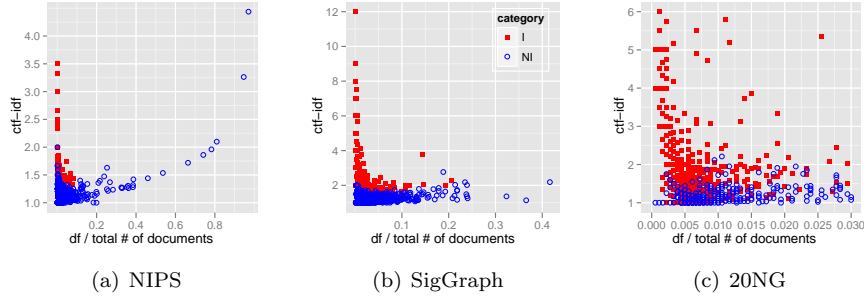 4.0
3.5
3.0
2.5
2.0
1.5
1.0
ctf−idf
0.2 0.4 0.6 0.8
df / total # of documents
(a) NIPS
12
10
8
6
4
2
ctf−idf
category
I
NI
0.1 0.2 0.3 0.4
df / total # of documents
(b) SigGraph
6
5
4
3
2
1
ctf−idf
0.000 0.005 0.010 0.015 0.020 0.025 0.030
df / total # of documents
(c) 20NG